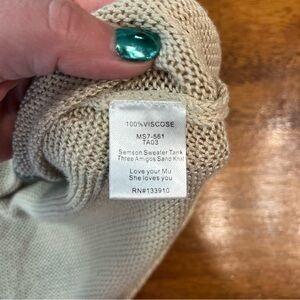 100%VISCOSE
MS7-561
TA03
Semson Sweater Tank
Three Amigos Sand Knit
Love your Mu
She loves you
RN#133910